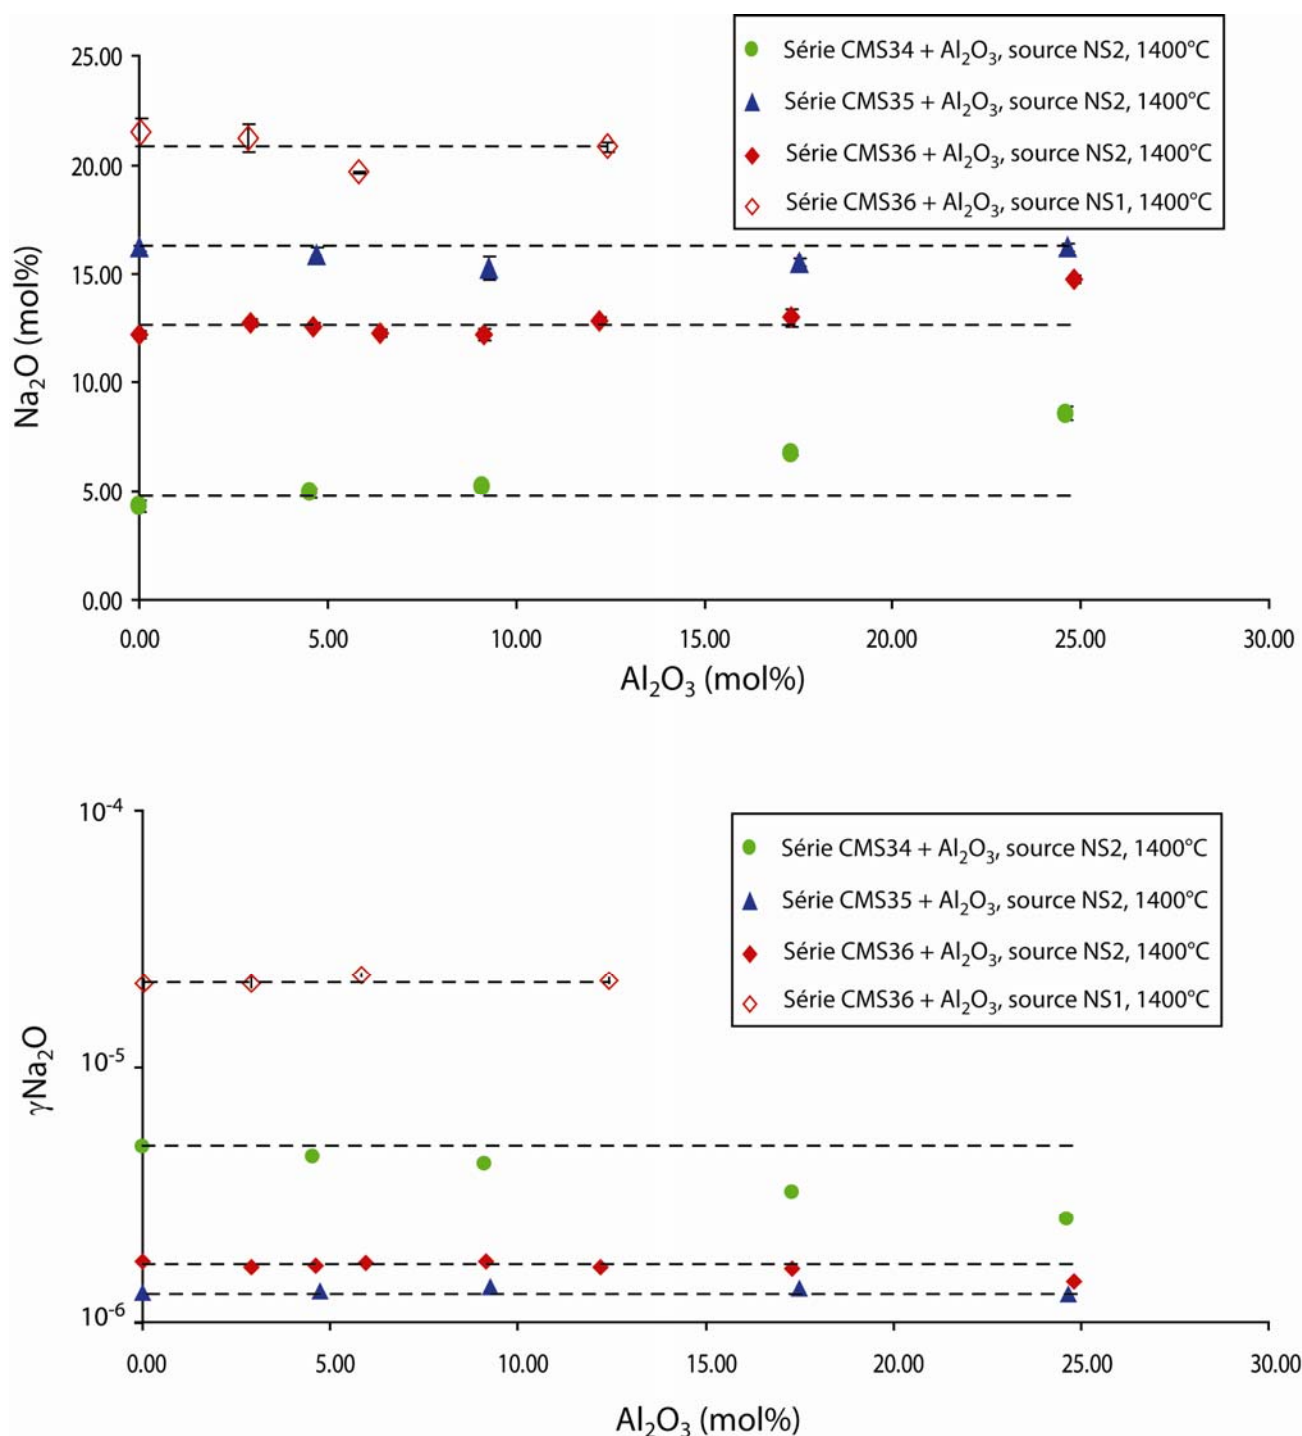 Série CMS34 + Al₂O₃, source NS2, 1400°C
Série CMS35 + Al₂O₃, source NS2, 1400°C
Série CMS36 + Al₂O₃, source NS2, 1400°C
Série CMS36 + Al₂O₃, source NS1, 1400°C
25.00
20.00
15.00
10.00
5.00
0.00
Na₂O (mol%)
0.00 5.00 10.00 15.00 20.00 25.00 30.00
Al₂O₃ (mol%)
Série CMS34 + Al₂O₃, source NS2, 1400°C
Série CMS35 + Al₂O₃, source NS2, 1400°C
Série CMS36 + Al₂O₃, source NS2, 1400°C
Série CMS36 + Al₂O₃, source NS1, 1400°C
10⁻⁴
10⁻⁵
10⁻⁶
γNa₂O
0.00 5.00 10.00 15.00 20.00 25.00 30.00
Al₂O₃ (mol%)